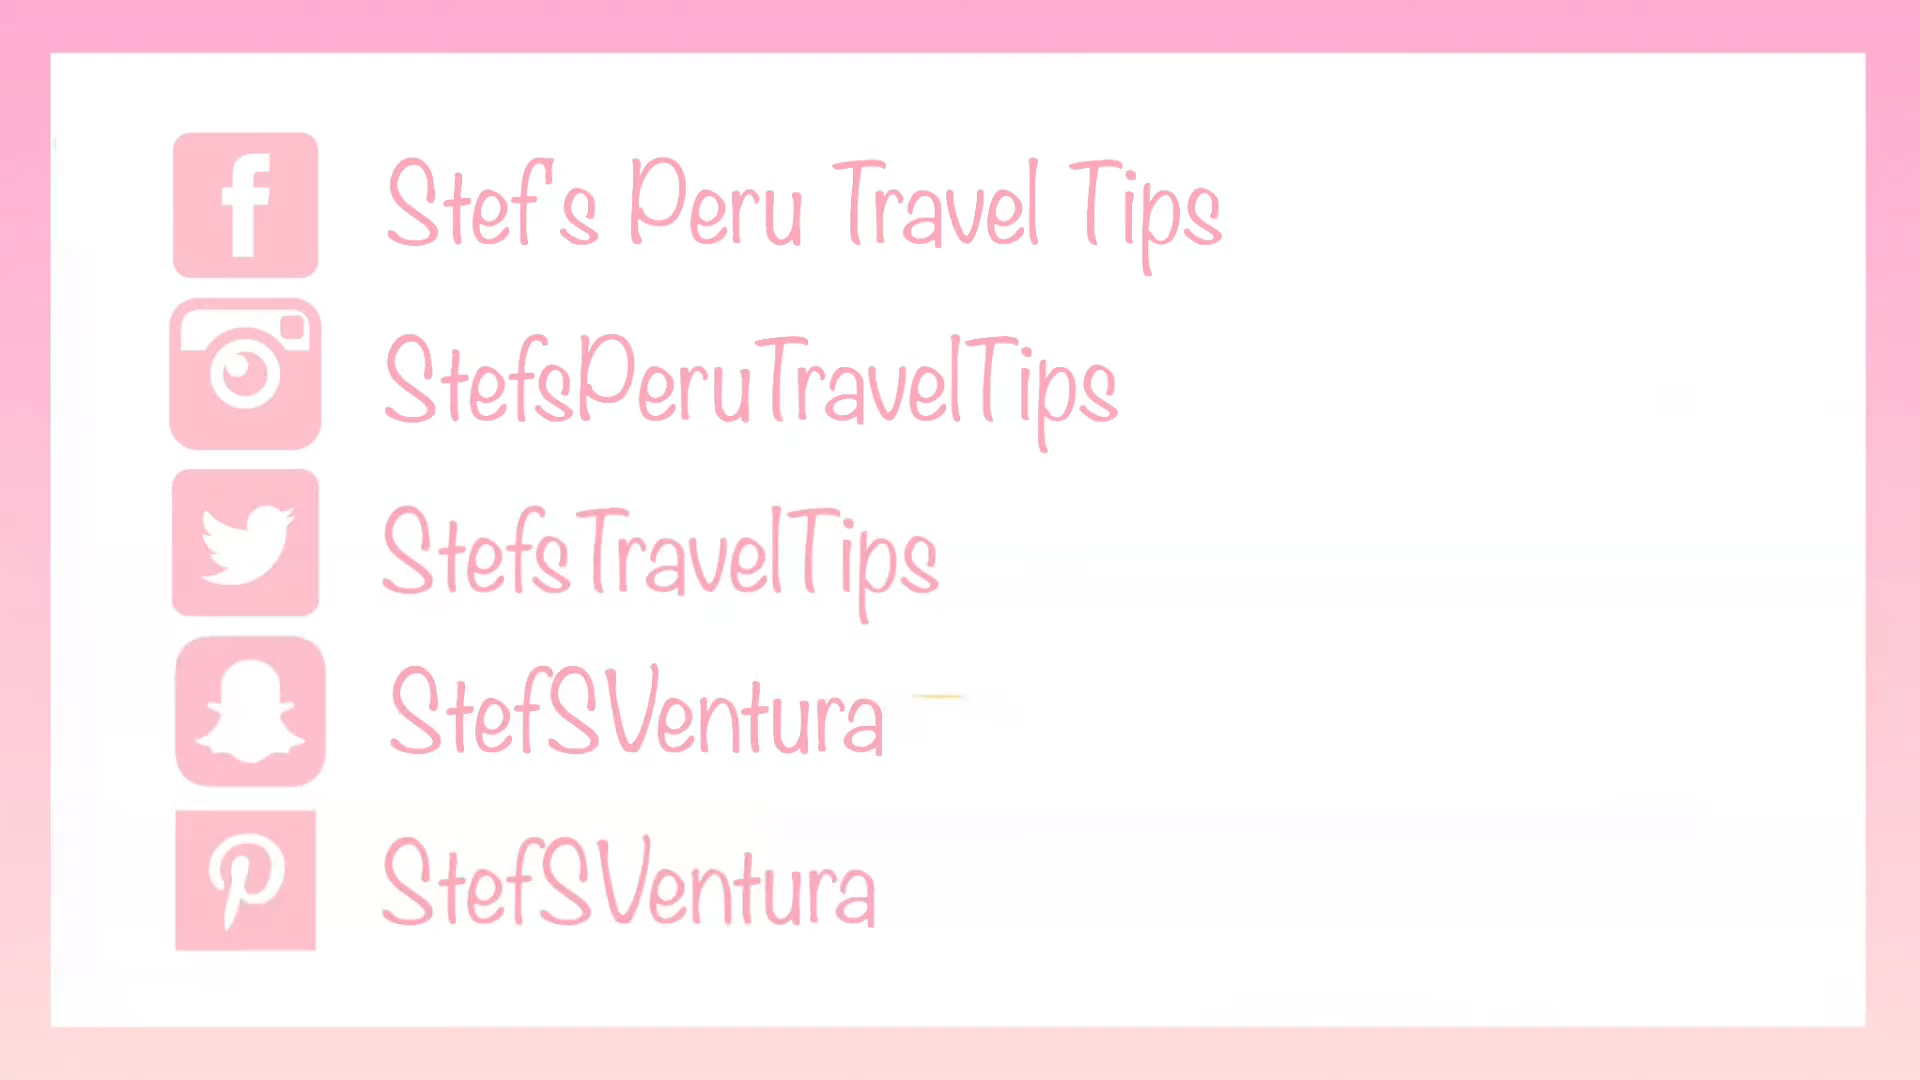 Stef's Peru Travel Tips
StefsPeruTravelTips
StefsTravelTips
StefSVentura
StefSVentura